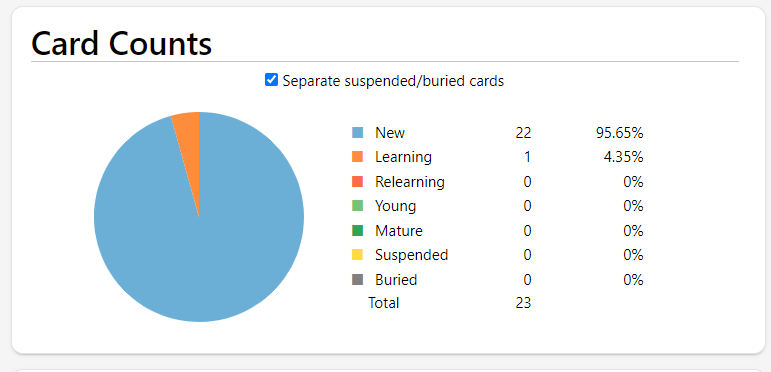 Card Counts
Separate suspended/buried cards
New 22 95.65%
Learning 1 4.35%
Relearning 0 0%
Young 0 0%
Mature 0 0%
Suspended 0 0%
Buried 0 0%
Total 23